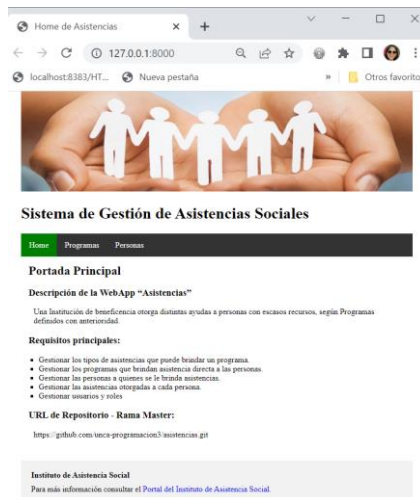 Home de Asistencias
127.0.0.1:8000
localhost:8383/HT...
Nueva pestaña
»
Otros favorito
Sistema de Gestión de Asistencias Sociales
Home Programas Personas
Portada Principal
Descripción de la WebApp “Asistencias”
Una Institución de beneficencia otorga distintas ayudas a personas con escasos recursos, según Programas
definidos con anterioridad.
Requisitos principales:
Gestionar los tipos de asistencias que puede brindar un programa.
Gestionar los programas que brindan asistencia directa a las personas.
Gestionar las personas a quienes se le brinda asistencias.
Gestionar las asistencias otorgadas a cada persona.
Gestionar usuarios y roles
URL de Repositorio - Rama Master:
https://github.com/unca-programacion3/asistencias.git
Instituto de Asistencia Social
Para más información consultar el Portal del Instituto de Asistencia Social.